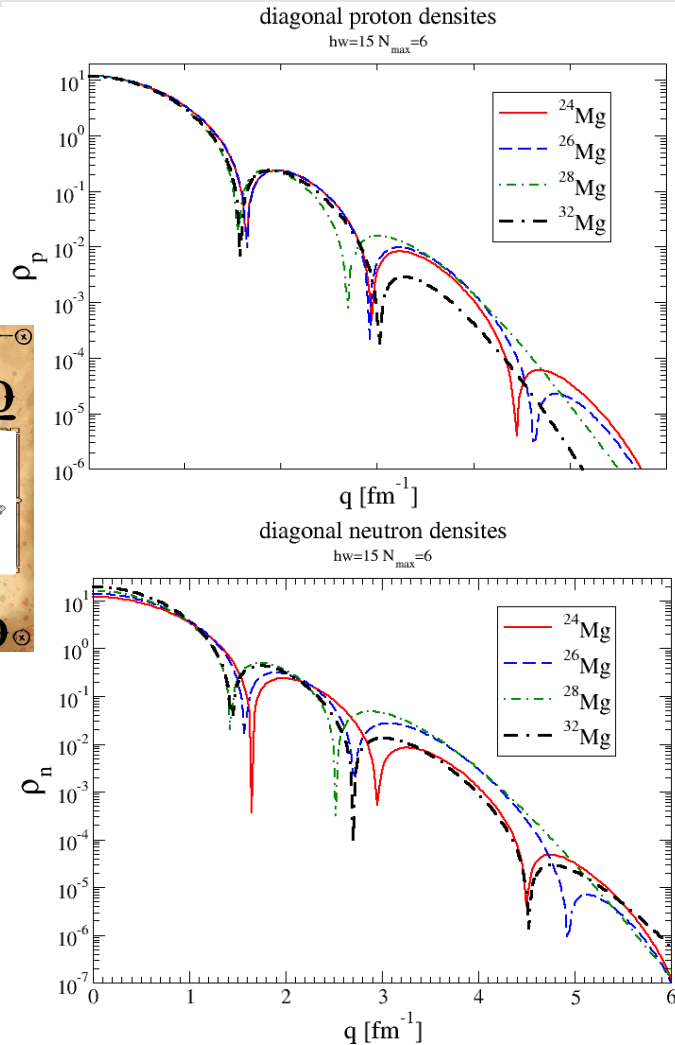 diagonal proton densites
hw=15 N_max=6
10^1
10^0
10^-1
10^-2
10^-3
10^-4
10^-5
10^-6
ρ_p
^24Mg
^26Mg
^28Mg
^32Mg
q [fm^-1]
diagonal neutron densites
hw=15 N_max=6
10^1
10^0
10^-1
10^-2
10^-3
10^-4
10^-5
10^-6
10^-7
ρ_n
^24Mg
^26Mg
^28Mg
^32Mg
0 1 2 3 4 5 6
q [fm^-1]